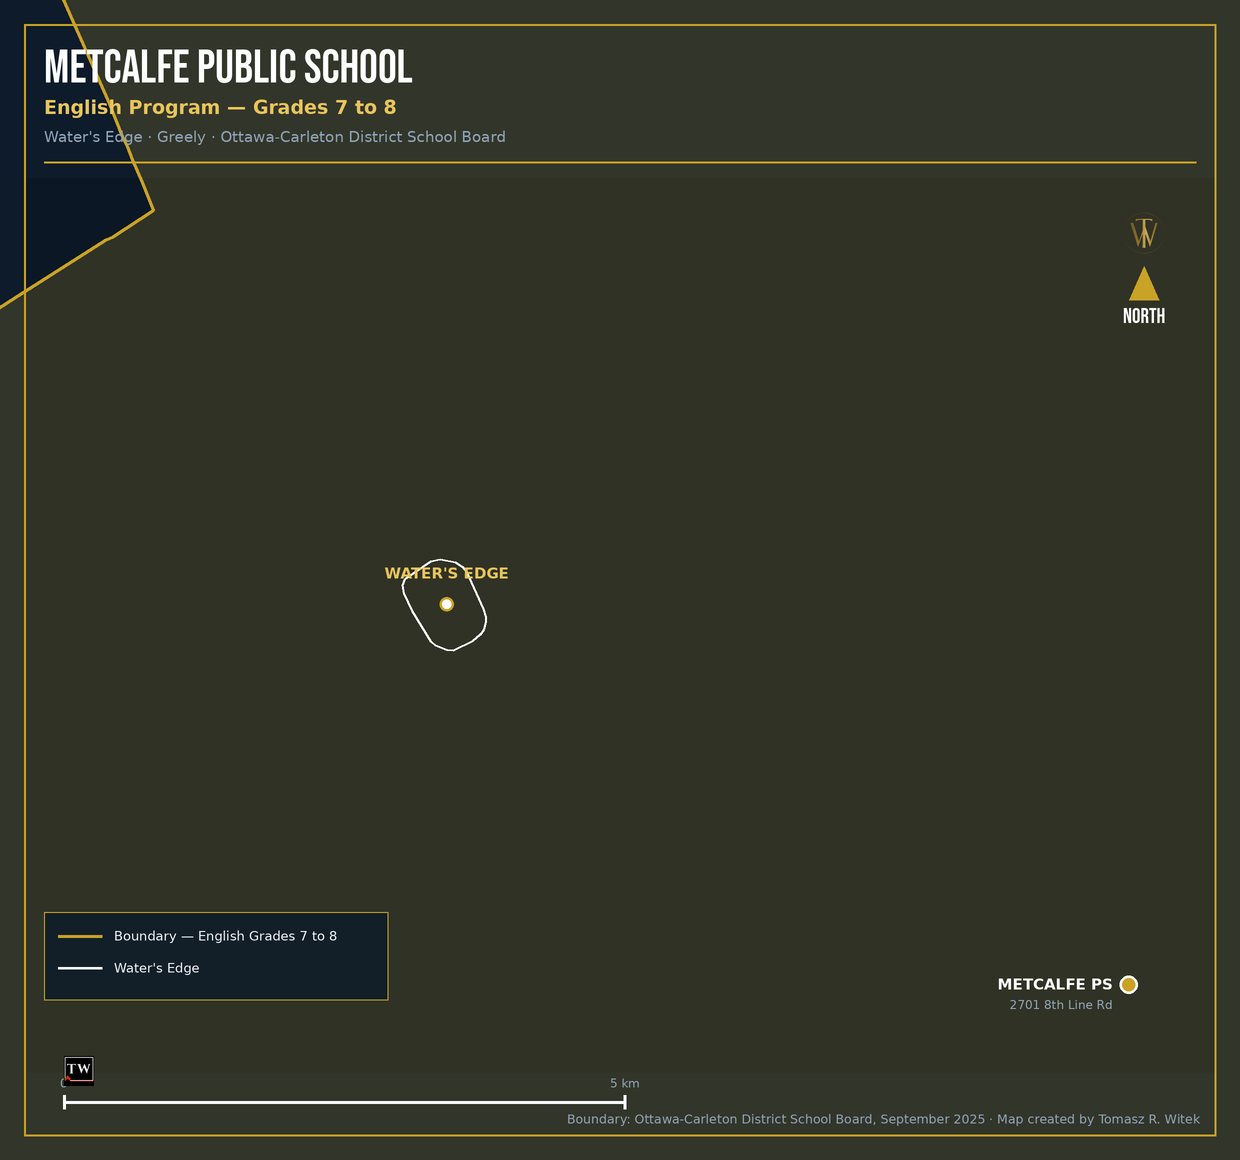 METCALFE PUBLIC SCHOOL
English Program — Grades 7 to 8
Water's Edge · Greely · Ottawa-Carleton District School Board
TW
NORTH
WATER'S EDGE
Boundary — English Grades 7 to 8
Water's Edge
METCALFE PS
2701 8th Line Rd
TW
5 km
Boundary: Ottawa-Carleton District School Board, September 2025 · Map created by Tomasz R. Witek